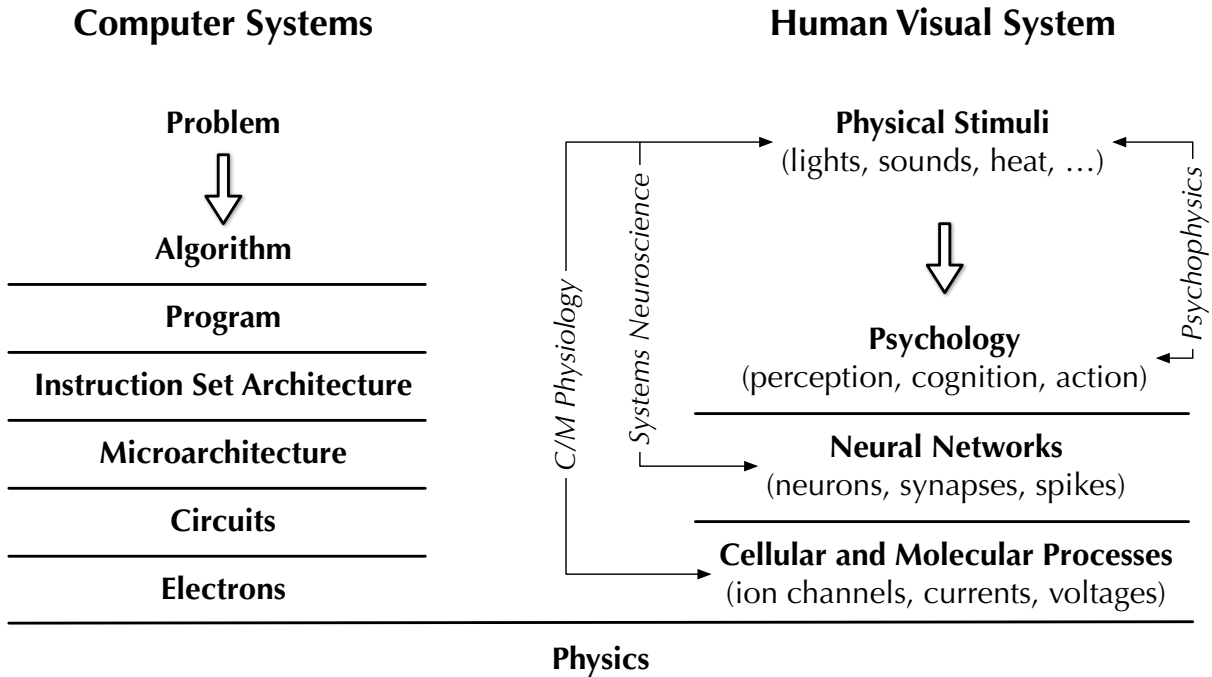 Computer Systems
Problem
Algorithm
Program
Instruction Set Architecture
Microarchitecture
Circuits
Electrons
Human Visual System
Physical Stimuli
(lights, sounds, heat, …)
Psychology
(perception, cognition, action)
Neural Networks
(neurons, synapses, spikes)
Cellular and Molecular Processes
(ion channels, currents, voltages)
C/M Physiology
Systems Neuroscience
Psychophysics
Physics